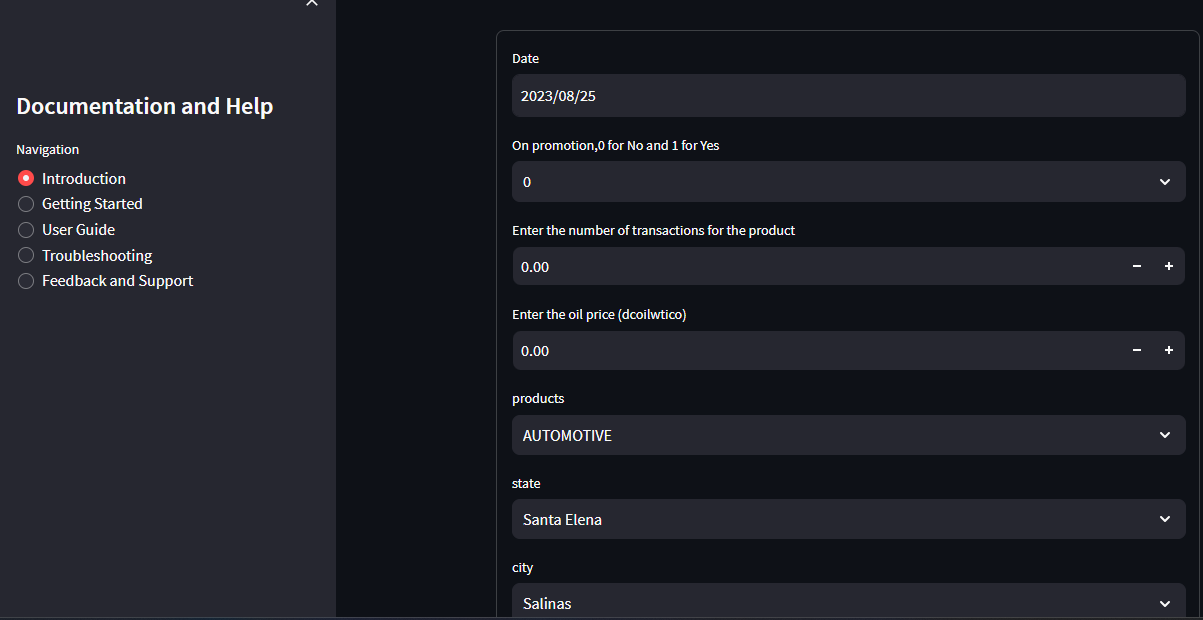 Documentation and Help
Navigation
Introduction
Getting Started
User Guide
Troubleshooting
Feedback and Support
Date
2023/08/25
On promotion,0 for No and 1 for Yes
0
Enter the number of transactions for the product
0.00
Enter the oil price (dcoilwtico)
0.00
products
AUTOMOTIVE
state
Santa Elena
city
Salinas